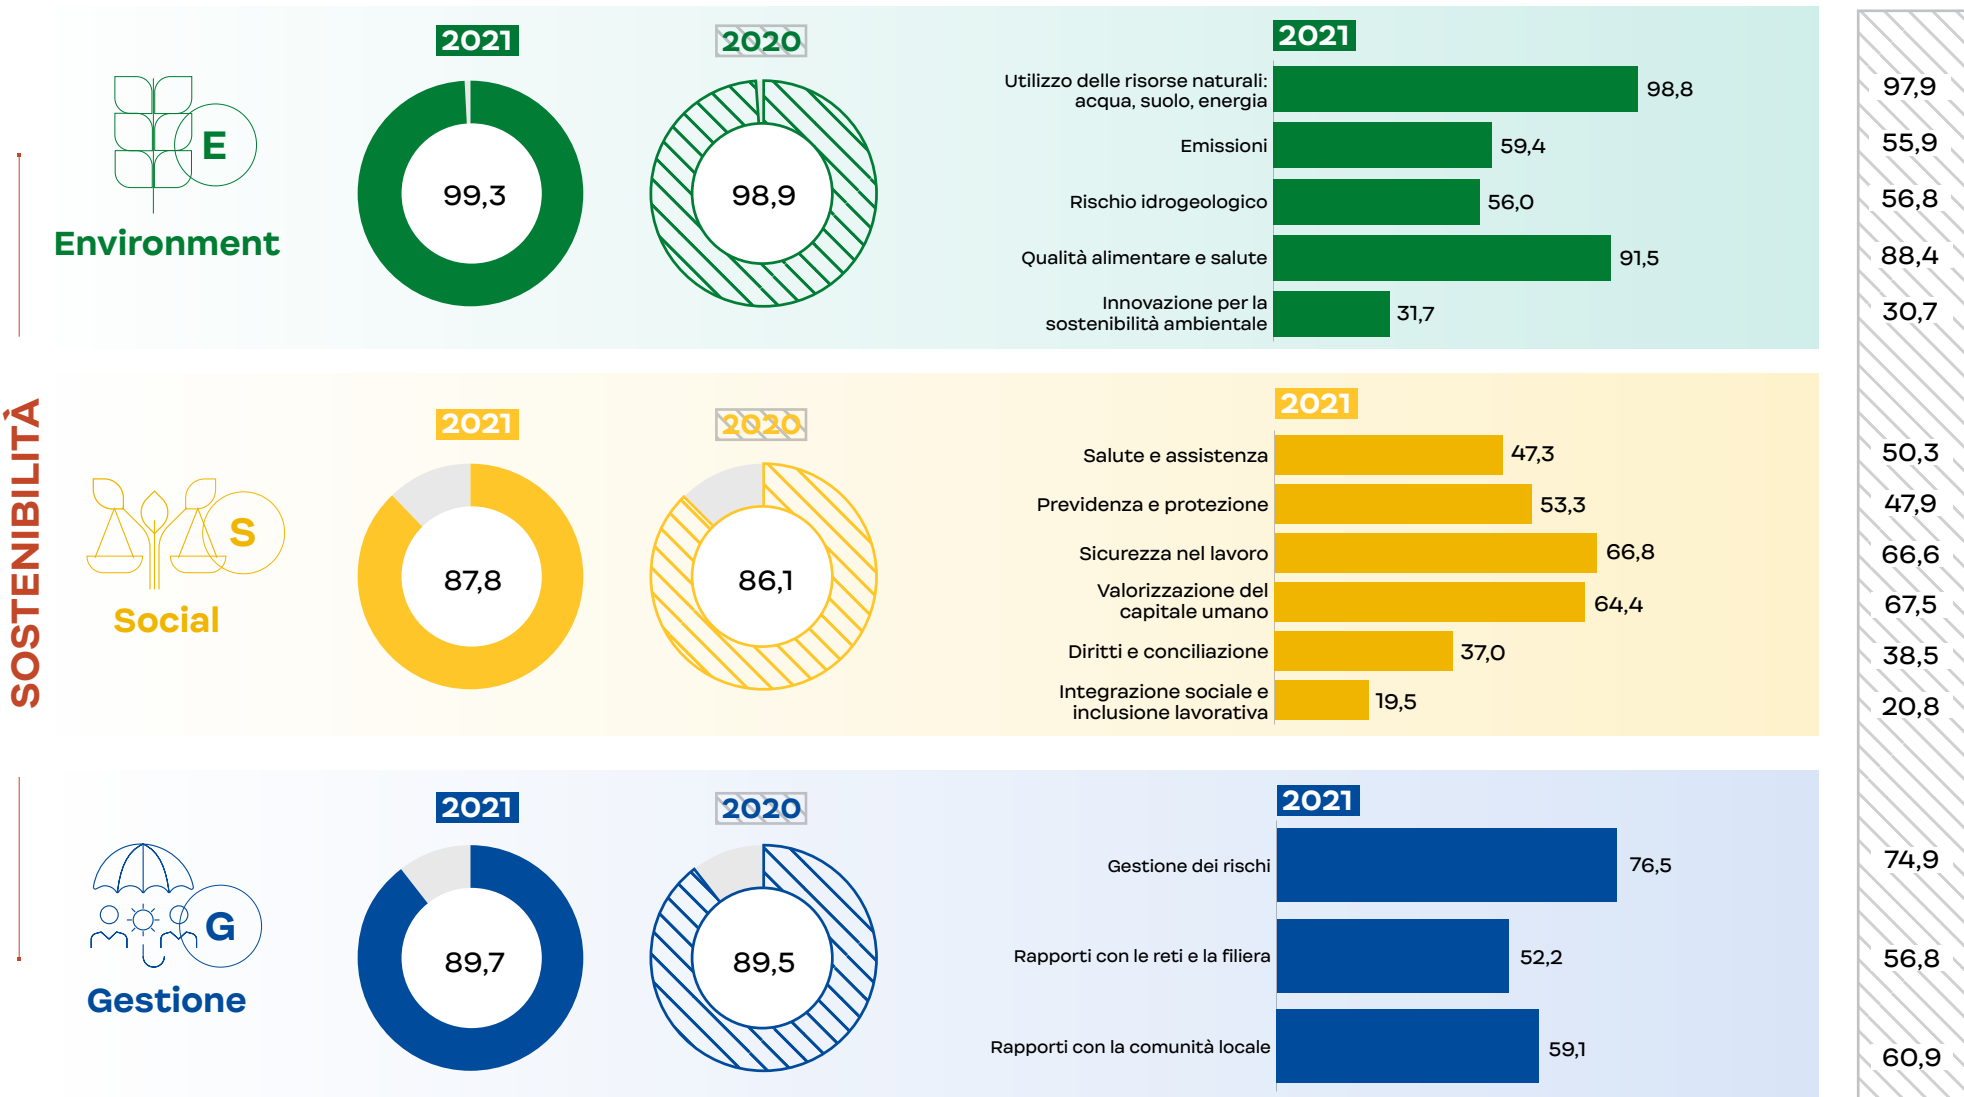 SOSTENIBILITÀ
2021
2020
2021
E
Environment
99,3
98,9
Utilizzo delle risorse naturali:
acqua, suolo, energia
98,8
97,9
Emissioni
59,4
55,9
Rischio idrogeologico
56,0
56,8
Qualità alimentare e salute
91,5
88,4
Innovazione per la
sostenibilità ambientale
31,7
30,7
2021
2020
2021
S
Social
87,8
86,1
Salute e assistenza
47,3
50,3
Previdenza e protezione
53,3
47,9
Sicurezza nel lavoro
66,8
66,6
Valorizzazione del
capitale umano
64,4
67,5
Diritti e conciliazione
37,0
38,5
Integrazione sociale e
inclusione lavorativa
19,5
20,8
2021
2020
2021
G
Gestione
89,7
89,5
Gestione dei rischi
76,5
74,9
Rapporti con le reti e la filiera
52,2
56,8
Rapporti con la comunità locale
59,1
60,9